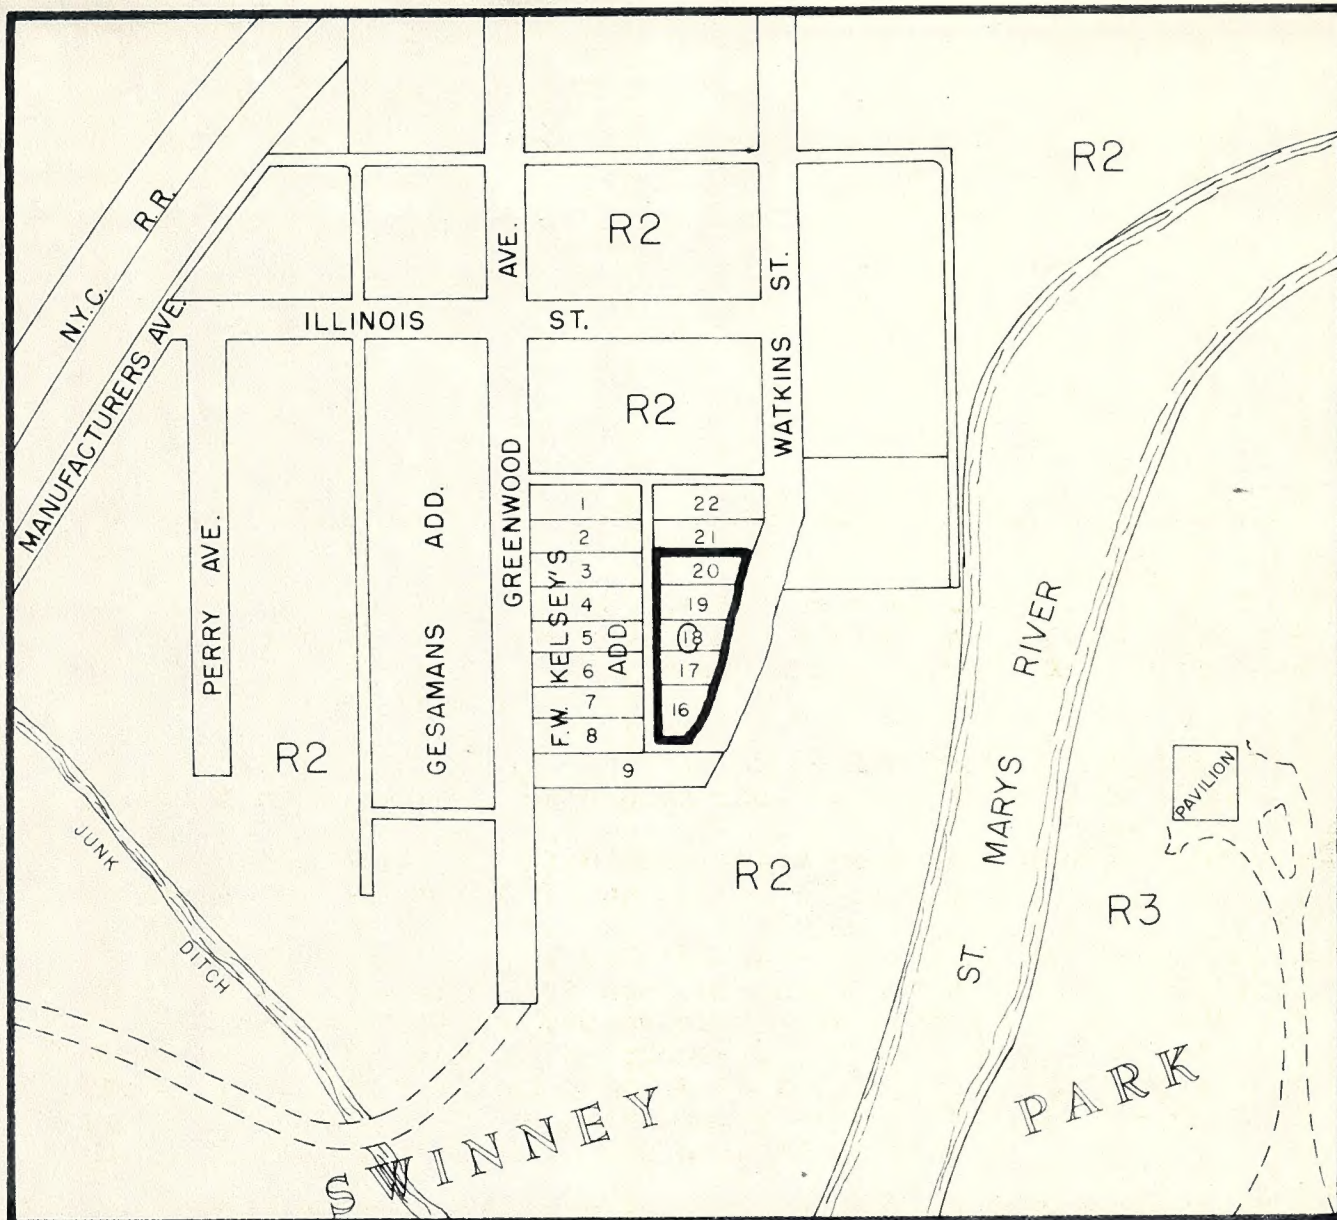 R2
N.Y.C. R.R.
R2
MANUFACTURERS AVE.
ILLINOIS ST.
GREENWOOD AVE.
WATKINS ST.
R2
PERRY AVE.
GESAMANS ADD.
F.W. KELSEY'S ADD.
1
2
3
4
5
6
7
8
9
22
21
20
19
18
17
16
R2
R2
ST. MARYS RIVER
PAVILION
R3
JUNK DITCH
SWINNEY PARK